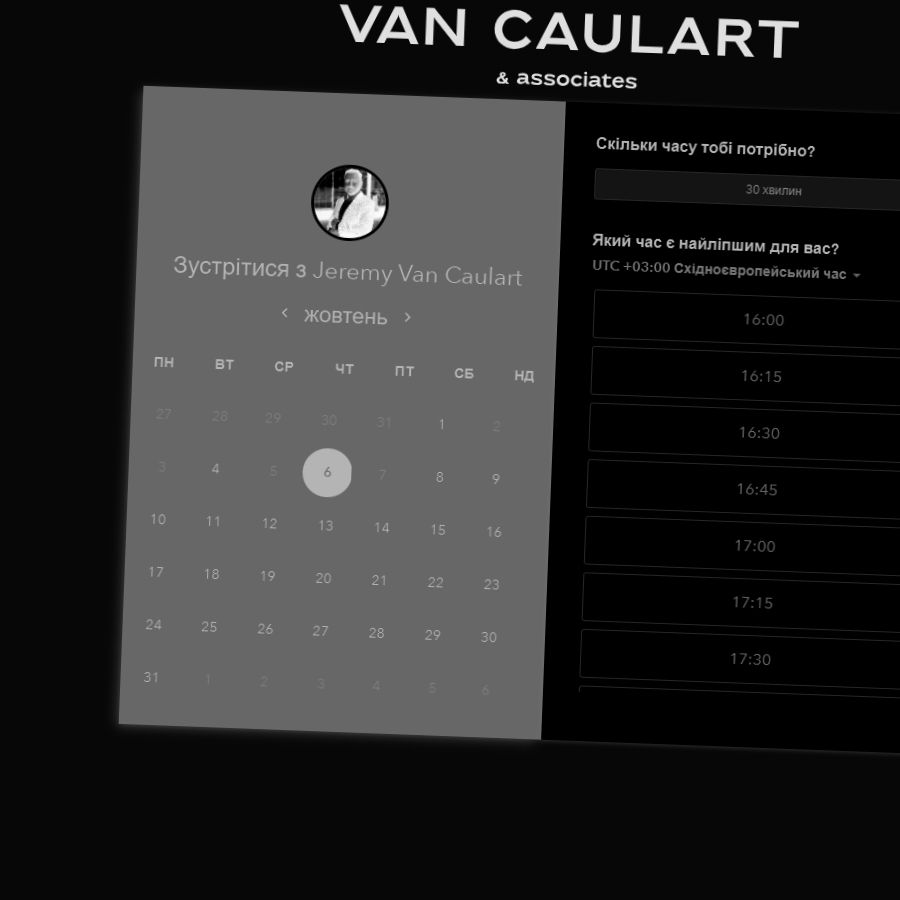 VAN CAULART
& associates
Зустрітися з Jeremy Van Caulart
жовтень
ПН ВТ СР ЧТ ПТ СБ НД
27 28 29 30 31 1 2
3 4 5 6 7 8 9
10 11 12 13 14 15 16
17 18 19 20 21 22 23
24 25 26 27 28 29 30
31 1 2 3 4 5 6
Скільки часу тобі потрібно?
30 хвилин
Який час є найліпшим для вас?
UTC +03:00 Східноєвропейський час
16:00
16:15
16:30
16:45
17:00
17:15
17:30